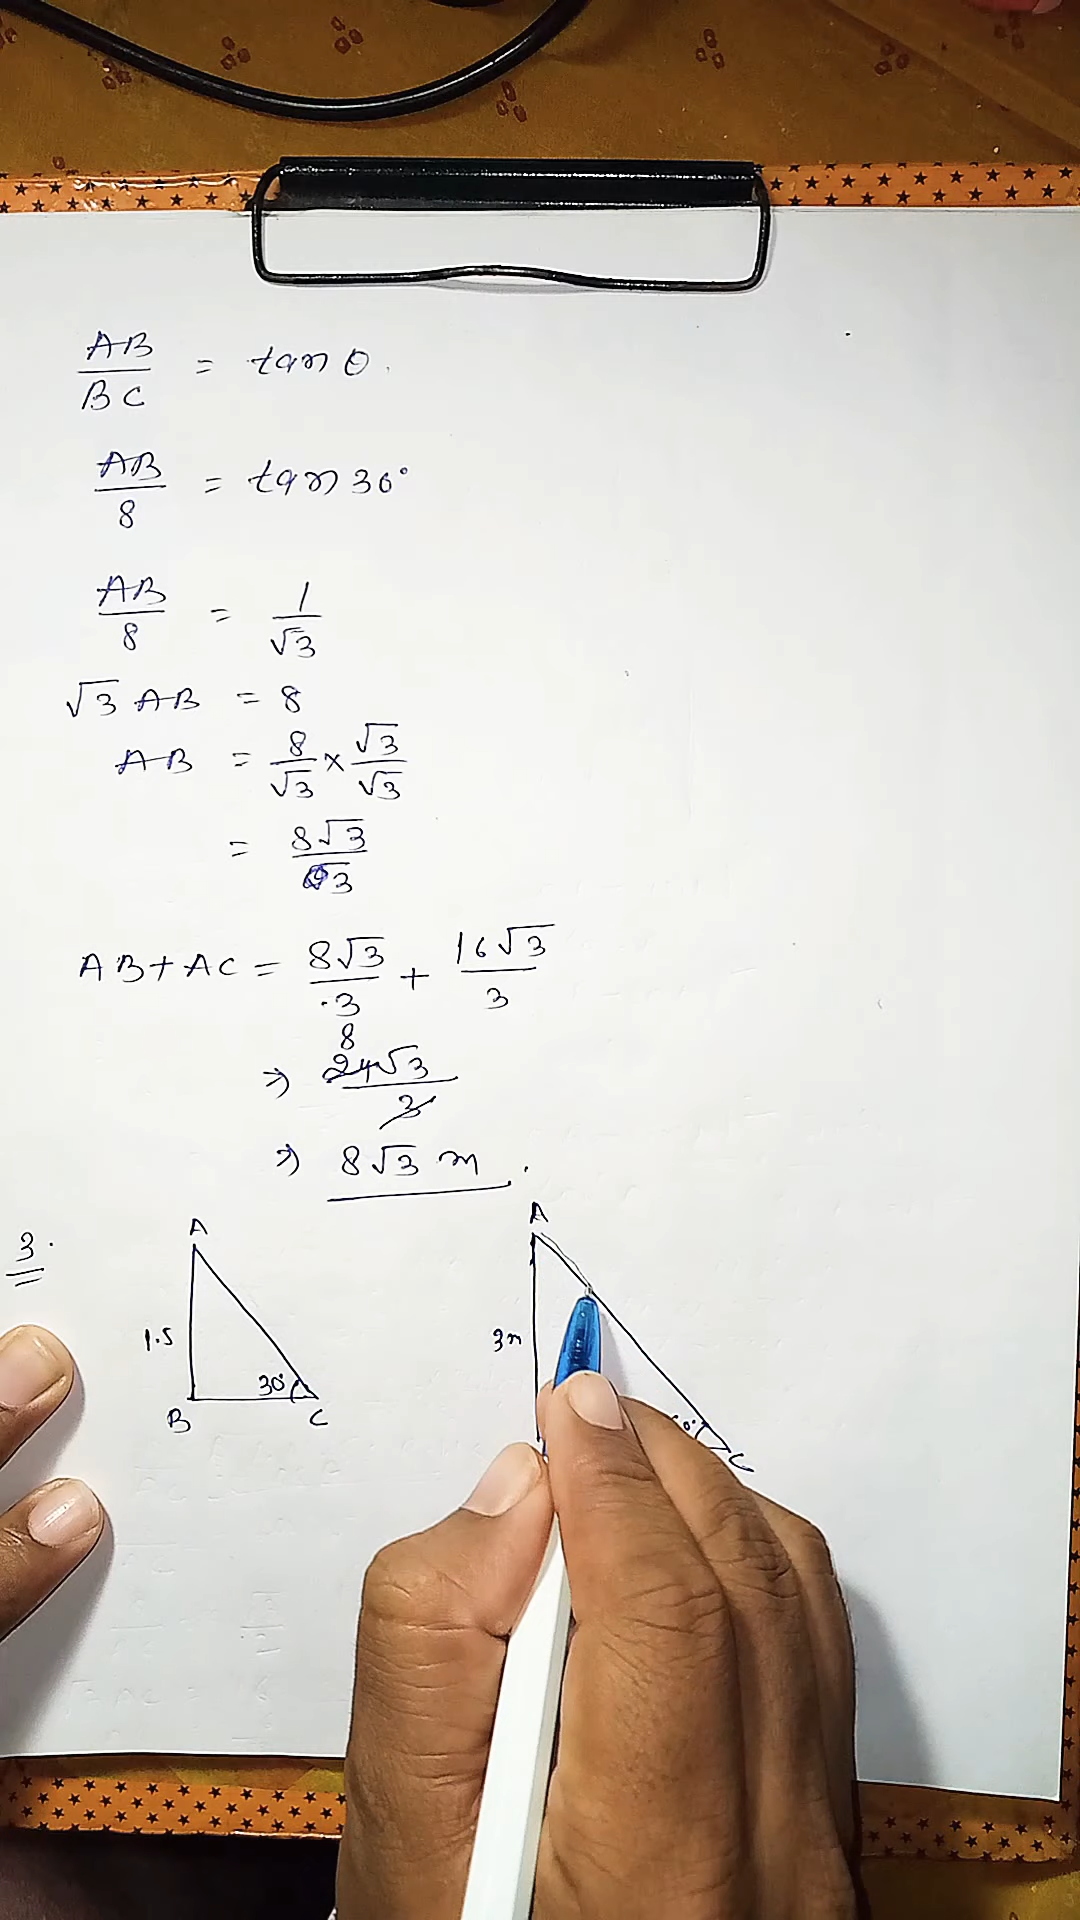 AB/BC = tan θ.
AB/8 = tan 30°
AB/8 = 1/√3
√3 AB = 8
AB = 8/√3 × √3/√3
= 8√3/3
AB + AC = 8√3/3 + 16√3/3
8
⇒ 24√3/3
⇒ 8√3 m.
3.
A
A
1.5
3m
30°
B
C
C